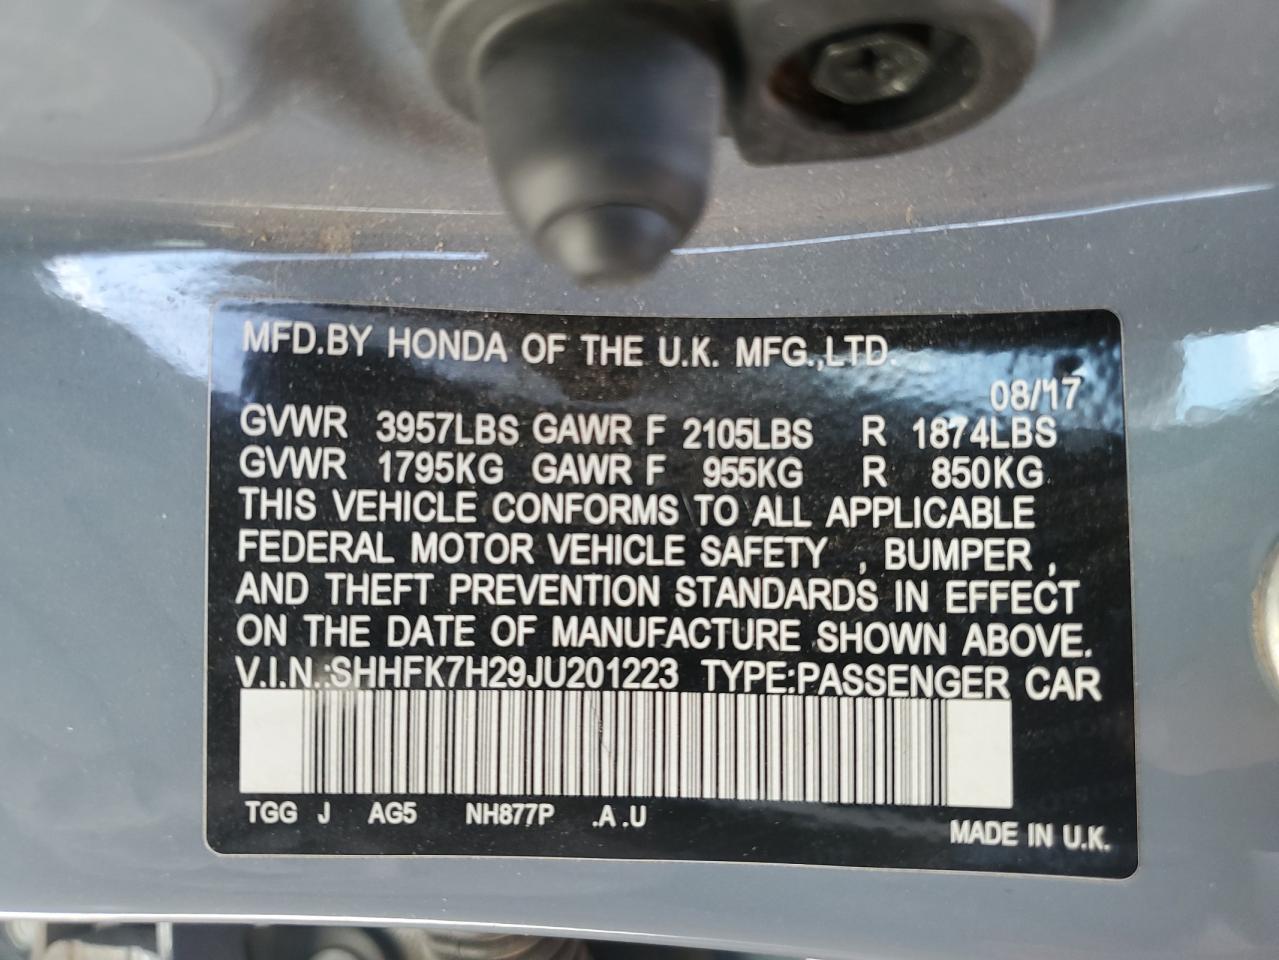 MFD.BY HONDA OF THE U.K. MFG.,LTD.
08/17
GVWR 3957LBS GAWR F 2105LBS R 1874LBS
GVWR 1795KG GAWR F 955KG R 850KG
THIS VEHICLE CONFORMS TO ALL APPLICABLE
FEDERAL MOTOR VEHICLE SAFETY , BUMPER ,
AND THEFT PREVENTION STANDARDS IN EFFECT
ON THE DATE OF MANUFACTURE SHOWN ABOVE.
V.I.N.:SHHFK7H29JU201223 TYPE:PASSENGER CAR
TGG J AG5 NH877P .A .U
MADE IN U.K.